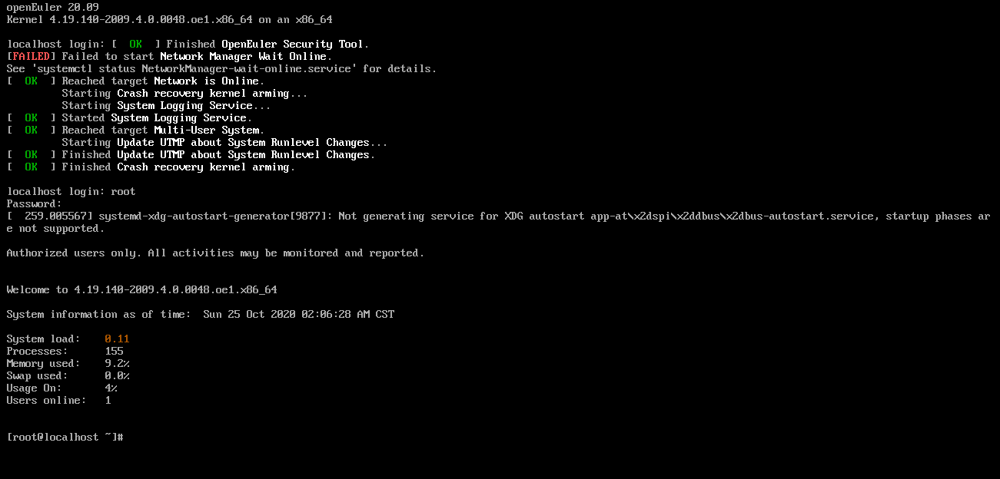 openEuler 20.09
Kernel 4.19.140-2009.4.0.0048.oe1.x86_64 on an x86_64
localhost login: [  OK  ] Finished OpenEuler Security Tool.
[FAILED] Failed to start Network Manager Wait Online.
See 'systemctl status NetworkManager-wait-online.service' for details.
[  OK  ] Reached target Network is Online.
         Starting Crash recovery kernel arming...
         Starting System Logging Service...
[  OK  ] Started System Logging Service.
[  OK  ] Reached target Multi-User System.
         Starting Update UTMP about System Runlevel Changes...
[  OK  ] Finished Update UTMP about System Runlevel Changes.
[  OK  ] Finished Crash recovery kernel arming.
localhost login: root
Password:
[  259.005567] systemd-xdg-autostart-generator[9877]: Not generating service for XDG autostart app-at\x2dspi\x2ddbus\x2dbus-autostart.service, startup phases ar
e not supported.
Authorized users only. All activities may be monitored and reported.
Welcome to 4.19.140-2009.4.0.0048.oe1.x86_64
System information as of time:  Sun 25 Oct 2020 02:06:28 AM CST
System load:    0.11
Processes:      155
Memory used:    9.2%
Swap used:      0.0%
Usage On:       4%
Users online:   1
[root@localhost ~]#